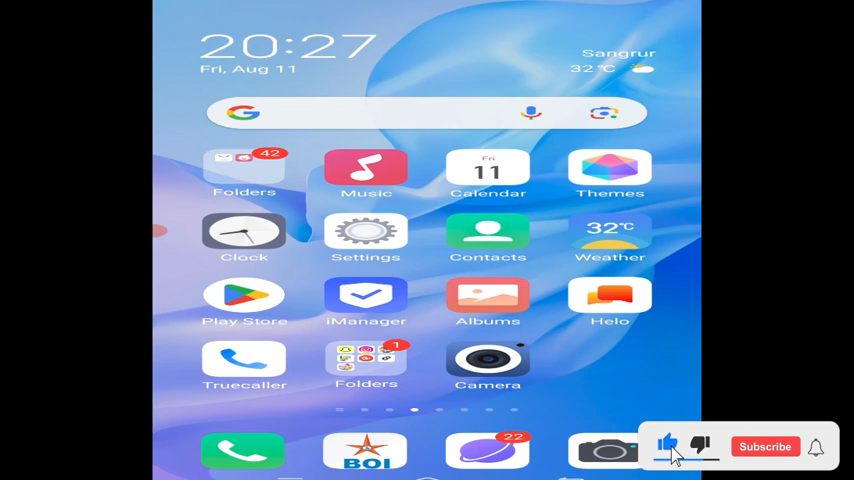 20:27
Fri, Aug 11
Sangrur
32°C
42
Folders
Music
Fri
11
Calendar
Themes
Clock
Settings
Contacts
32°C
Weather
Play Store
iManager
Albums
Helo
Truecaller
1
Folders
Camera
BOI
22
Subscribe